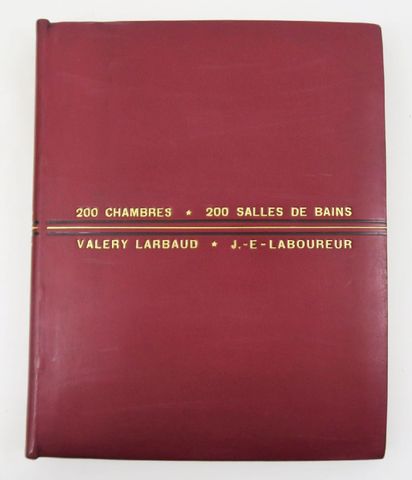 200 CHAMBRES ★ 200 SALLES DE BAINS
VALERY LARBAUD ★ J.-E-LABOUREUR